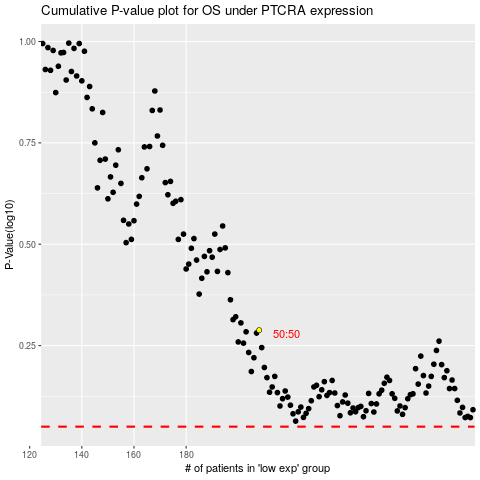 Cumulative P-value plot for OS under PTCRA expression
P-Value(log10)
1.00
0.75
0.50
0.25
50:50
120 140 160 180
# of patients in 'low exp' group